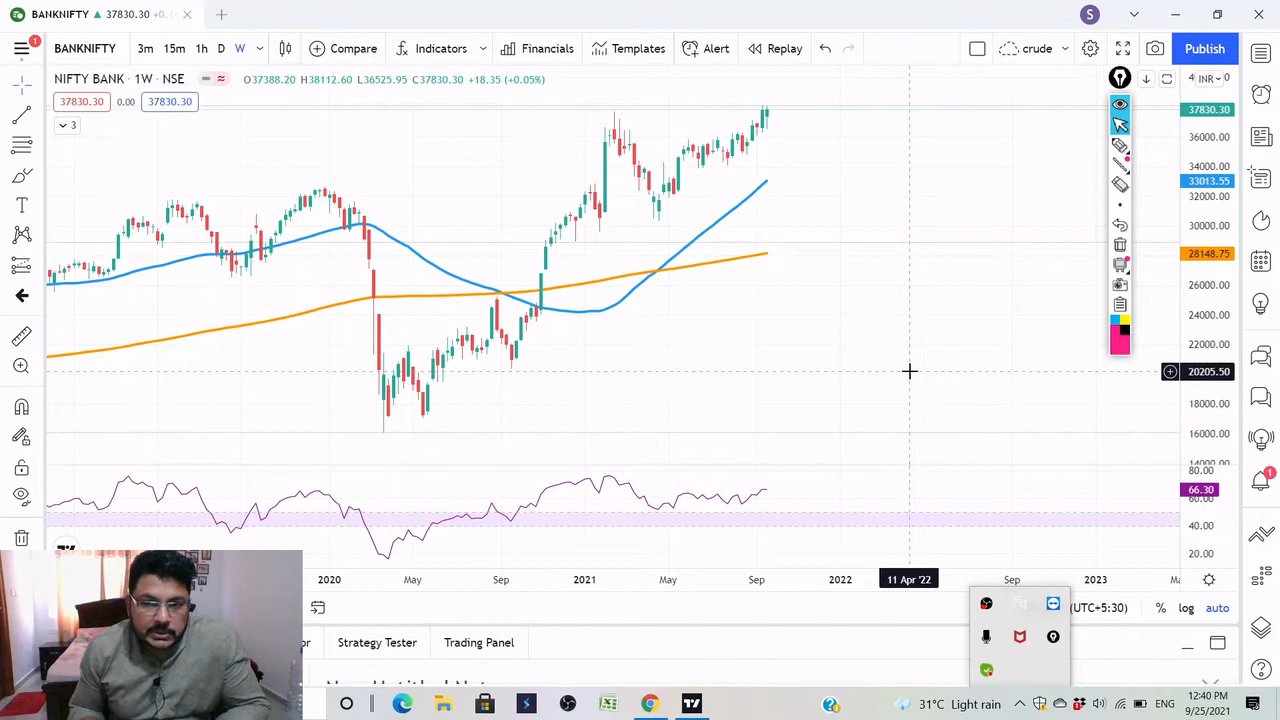 BANKNIFTY ▲ 37830.30 +0.1
S
1
BANKNIFTY 3m 15m 1h D W Compare Indicators Financials Templates Alert Replay crude Publish
NIFTY BANK · 1W · NSE O37388.20 H38112.60 L36525.95 C37830.30 +18.35 (+0.05%)
INR
37830.30 0.00 37830.30
3
37830.30
36000.00
34000.00
33013.55
32000.00
30000.00
28148.75
26000.00
24000.00
22000.00
20205.50
18000.00
16000.00
14000.00
80.00
66.30
40.00
20.00
1
2020 May Sep 2021 May Sep 2022 11 Apr '22 Sep 2023
(UTC+5:30) % log auto
Strategy Tester Trading Panel
31°C Light rain ENG 12:40 PM
9/25/2021